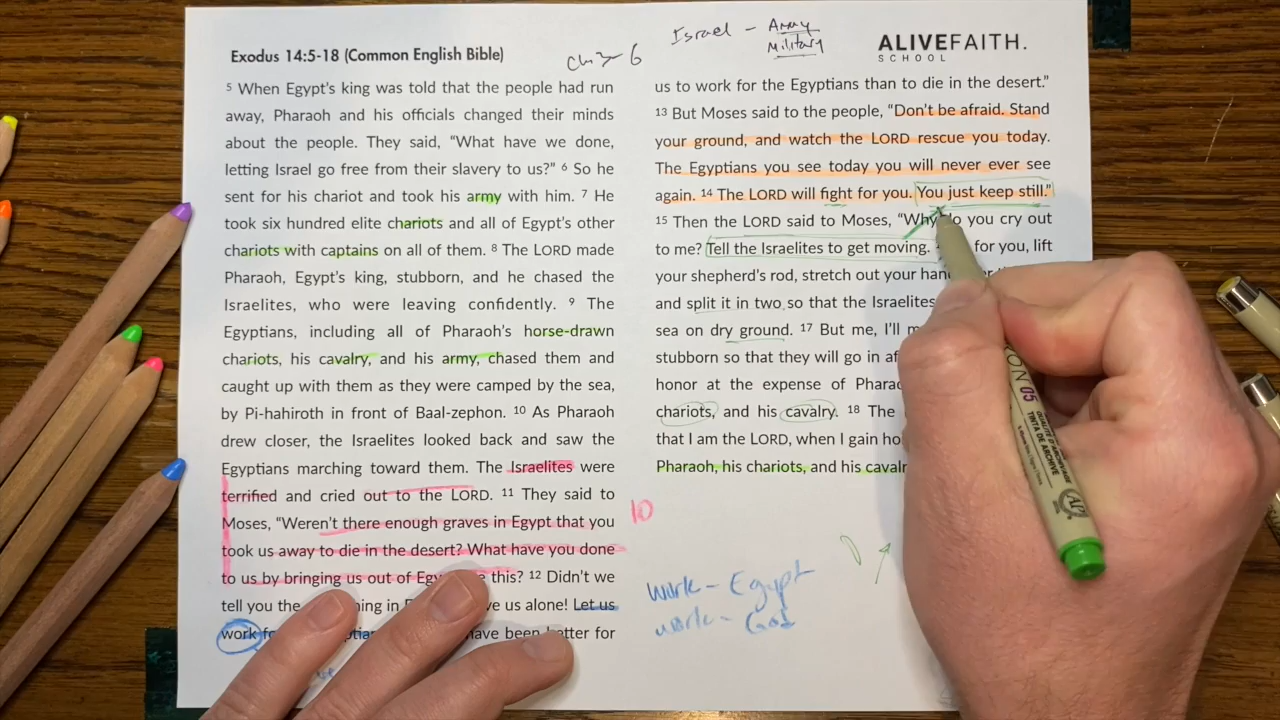 Exodus 14:5-18 (Common English Bible)
Ch 6
Israel – Army
Military
ALIVEFAITH.
SCHOOL
5 When Egypt's king was told that the people had run
away, Pharaoh and his officials changed their minds
about the people. They said, "What have we done,
letting Israel go free from their slavery to us?" 6 So he
sent for his chariot and took his army with him. 7 He
took six hundred elite chariots and all of Egypt's other
chariots with captains on all of them. 8 The LORD made
Pharaoh, Egypt's king, stubborn, and he chased the
Israelites, who were leaving confidently. 9 The
Egyptians, including all of Pharaoh's horse-drawn
chariots, his cavalry, and his army, chased them and
caught up with them as they were camped by the sea,
by Pi-hahiroth in front of Baal-zephon. 10 As Pharaoh
drew closer, the Israelites looked back and saw the
Egyptians marching toward them. The Israelites were
terrified and cried out to the LORD. 11 They said to
Moses, "Weren't there enough graves in Egypt that you
took us away to die in the desert? What have you done
to us by bringing us out of this? 12 Didn't we
tell you the in ve us alone! Let us
work have been better for
us to work for the Egyptians than to die in the desert."
13 But Moses said to the people, "Don't be afraid. Stand
your ground, and watch the LORD rescue you today.
The Egyptians you see today you will never ever see
again. 14 The LORD will fight for you. You just keep still."
15 Then the LORD said to Moses, "Why do you cry out
to me? Tell the Israelites to get moving. for you, lift
your shepherd's rod, stretch out your
and split it in two so that the Israelites
sea on dry ground. 17 But me, I'll
stubborn so that they will go in
honor at the expense of
chariots, and his cavalry. 18 The
that I am the LORD, when I gain
Pharaoh, his chariots, and his
10
work – Egypt
work – God
05
TINTA DE ARCHIVE
AP